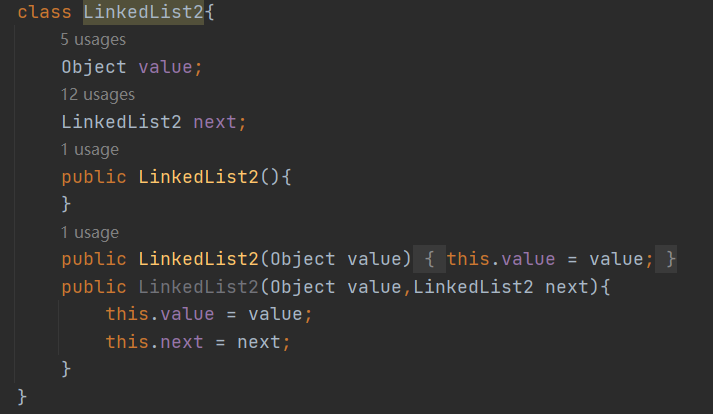 class LinkedList2{
5 usages
Object value;
12 usages
LinkedList2 next;
1 usage
public LinkedList2(){
}
1 usage
public LinkedList2(Object value) { this.value = value; }
public LinkedList2(Object value,LinkedList2 next){
this.value = value;
this.next = next;
}
}